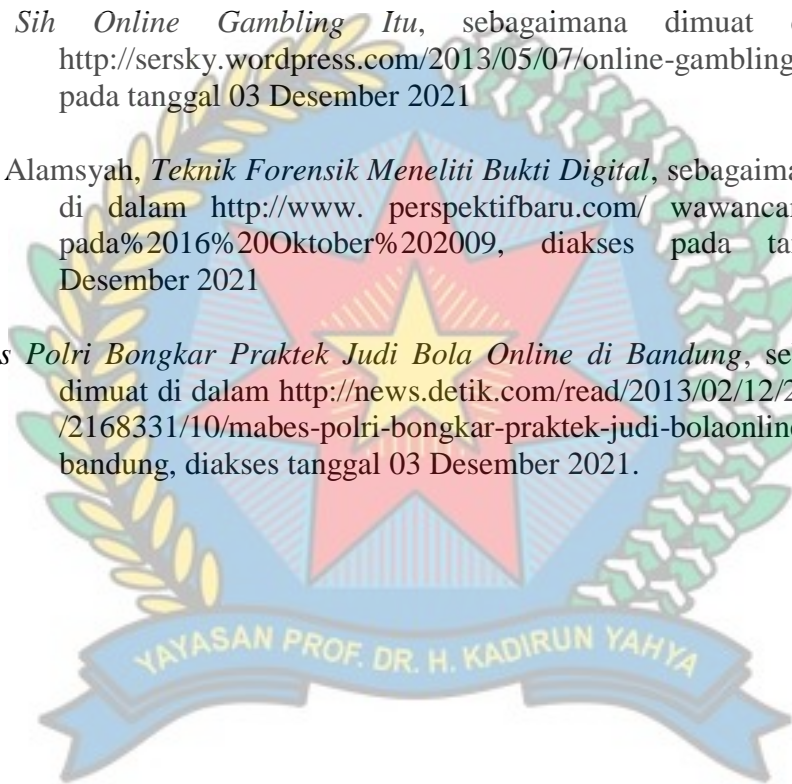 Sih Online Gambling Itu, sebagaimana dimuat
http://sersky.wordpress.com/2013/05/07/online-gambling
pada tanggal 03 Desember 2021
Alamsyah, Teknik Forensik Meneliti Bukti Digital, sebagaima
di dalam http://www. perspektifbaru.com/ wawancar
pada%2016%20Oktober%202009, diakses pada ta
Desember 2021
s Polri Bongkar Praktek Judi Bola Online di Bandung, se
dimuat di dalam http://news.detik.com/read/2013/02/12/2
/2168331/10/mabes-polri-bongkar-praktek-judi-bolaonline
bandung, diakses tanggal 03 Desember 2021.
YAYASAN PROF. DR. H. KADIRUN YAHYA